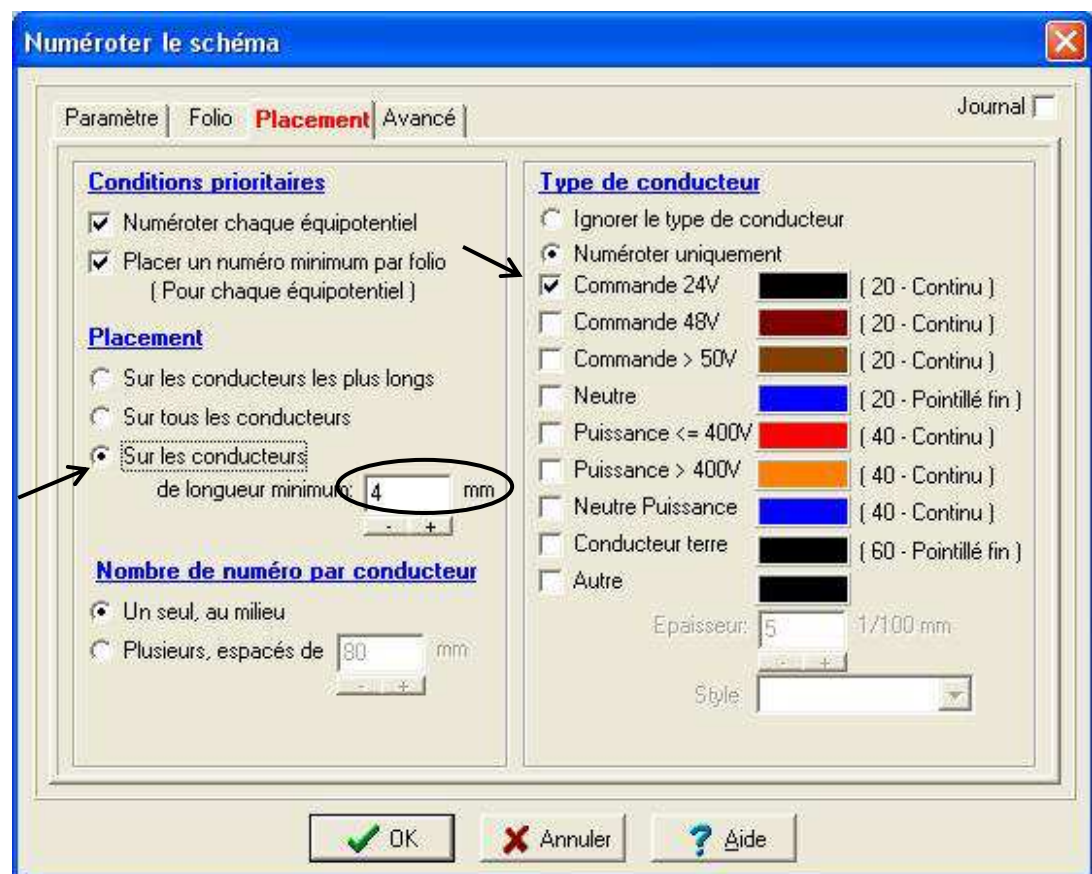 Numéroter le schéma
Paramètre Folio Placement Avancé
Journal
Conditions prioritaires
Numéroter chaque équipotentiel
Placer un numéro minimum par folio
( Pour chaque équipotentiel )
Placement
Sur les conducteurs les plus longs
Sur tous les conducteurs
Sur les conducteurs
de longueur minimum: 4 mm
- +
Nombre de numéro par conducteur
Un seul, au milieu
Plusieurs, espacés de 80 mm
- +
Type de conducteur
Ignorer le type de conducteur
Numéroter uniquement
Commande 24V ( 20 - Continu )
Commande 48V ( 20 - Continu )
Commande > 50V ( 20 - Continu )
Neutre ( 20 - Pointillé fin )
Puissance <= 400V ( 40 - Continu )
Puissance > 400V ( 40 - Continu )
Neutre Puissance ( 40 - Continu )
Conducteur terre ( 60 - Pointillé fin )
Autre
Epaisseur: 5 1/100 mm
- +
Style
OK Annuler Aide